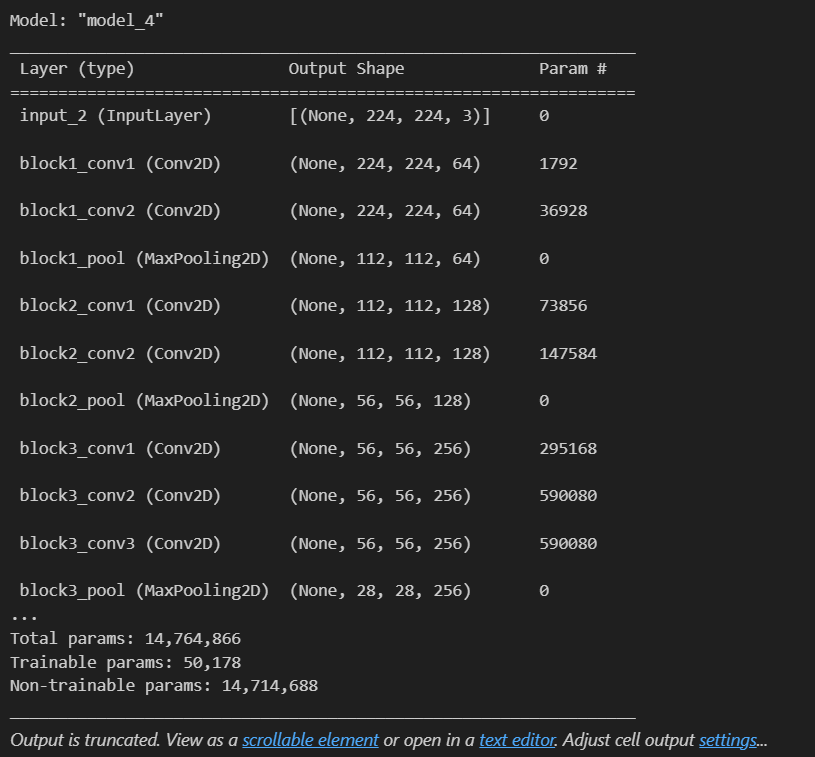 Model: "model_4"
_________________________________________________________________
Layer (type) Output Shape Param #
=================================================================
input_2 (InputLayer) [(None, 224, 224, 3)] 0
block1_conv1 (Conv2D) (None, 224, 224, 64) 1792
block1_conv2 (Conv2D) (None, 224, 224, 64) 36928
block1_pool (MaxPooling2D) (None, 112, 112, 64) 0
block2_conv1 (Conv2D) (None, 112, 112, 128) 73856
block2_conv2 (Conv2D) (None, 112, 112, 128) 147584
block2_pool (MaxPooling2D) (None, 56, 56, 128) 0
block3_conv1 (Conv2D) (None, 56, 56, 256) 295168
block3_conv2 (Conv2D) (None, 56, 56, 256) 590080
block3_conv3 (Conv2D) (None, 56, 56, 256) 590080
block3_pool (MaxPooling2D) (None, 28, 28, 256) 0
...
Total params: 14,764,866
Trainable params: 50,178
Non-trainable params: 14,714,688
_________________________________________________________________
Output is truncated. View as a scrollable element or open in a text editor. Adjust cell output settings...